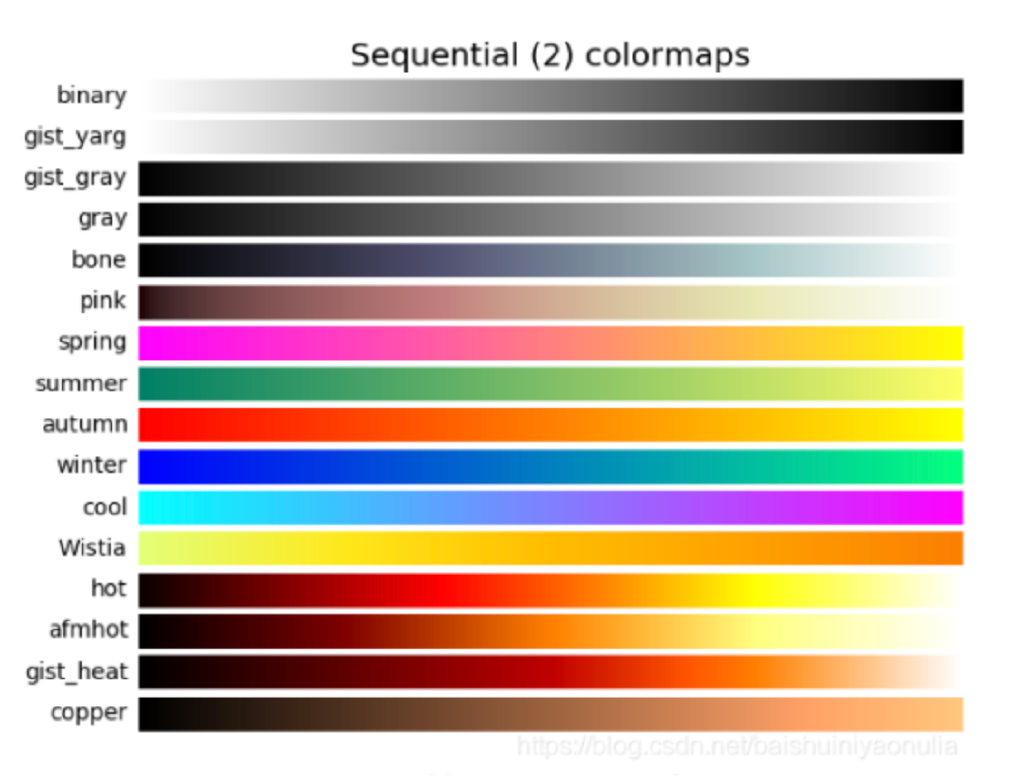 Sequential (2) colormaps
binary
gist_yarg
gist_gray
gray
bone
pink
spring
summer
autumn
winter
cool
Wistia
hot
afmhot
gist_heat
copper
https://blog.csdn.net/baishuiniyaonulia